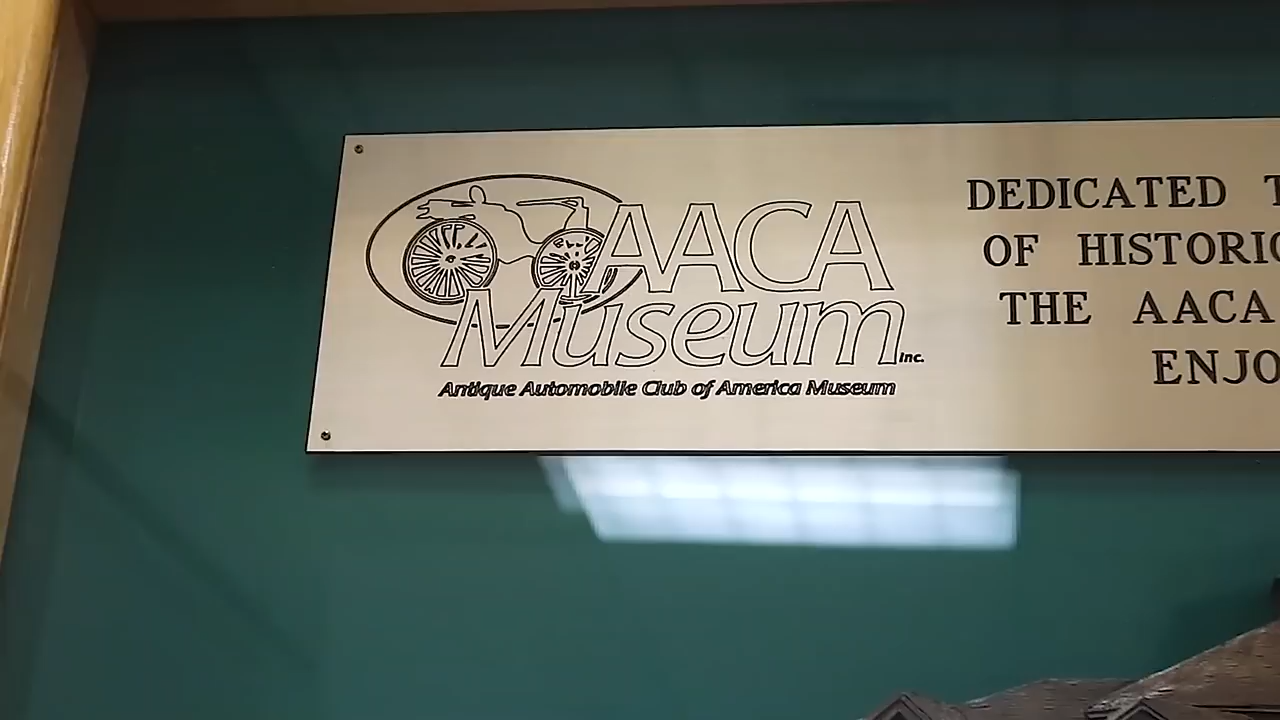 AACA
Museum Inc.
Antique Automobile Club of America Museum
DEDICATED
OF HISTORIC
THE AACA
ENJO